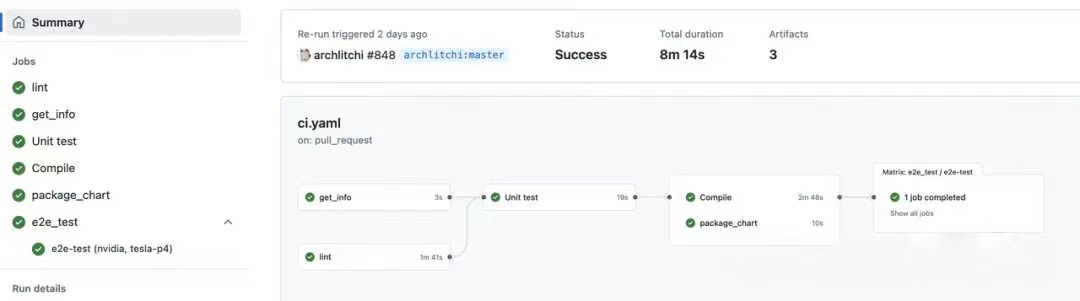 Summary
Jobs
lint
get_info
Unit test
Compile
package_chart
e2e_test
e2e-test (nvidia, tesla-p4)
Run details
Re-run triggered 2 days ago
archlitchi #848 archlitchi:master
Status
Success
Total duration
8m 14s
Artifacts
3
ci.yaml
on: pull_request
get_info 3s
lint 1m 41s
Unit test 19s
Compile 2m 48s
package_chart 10s
Matrix: e2e_test / e2e-test
1 job completed
Show all jobs